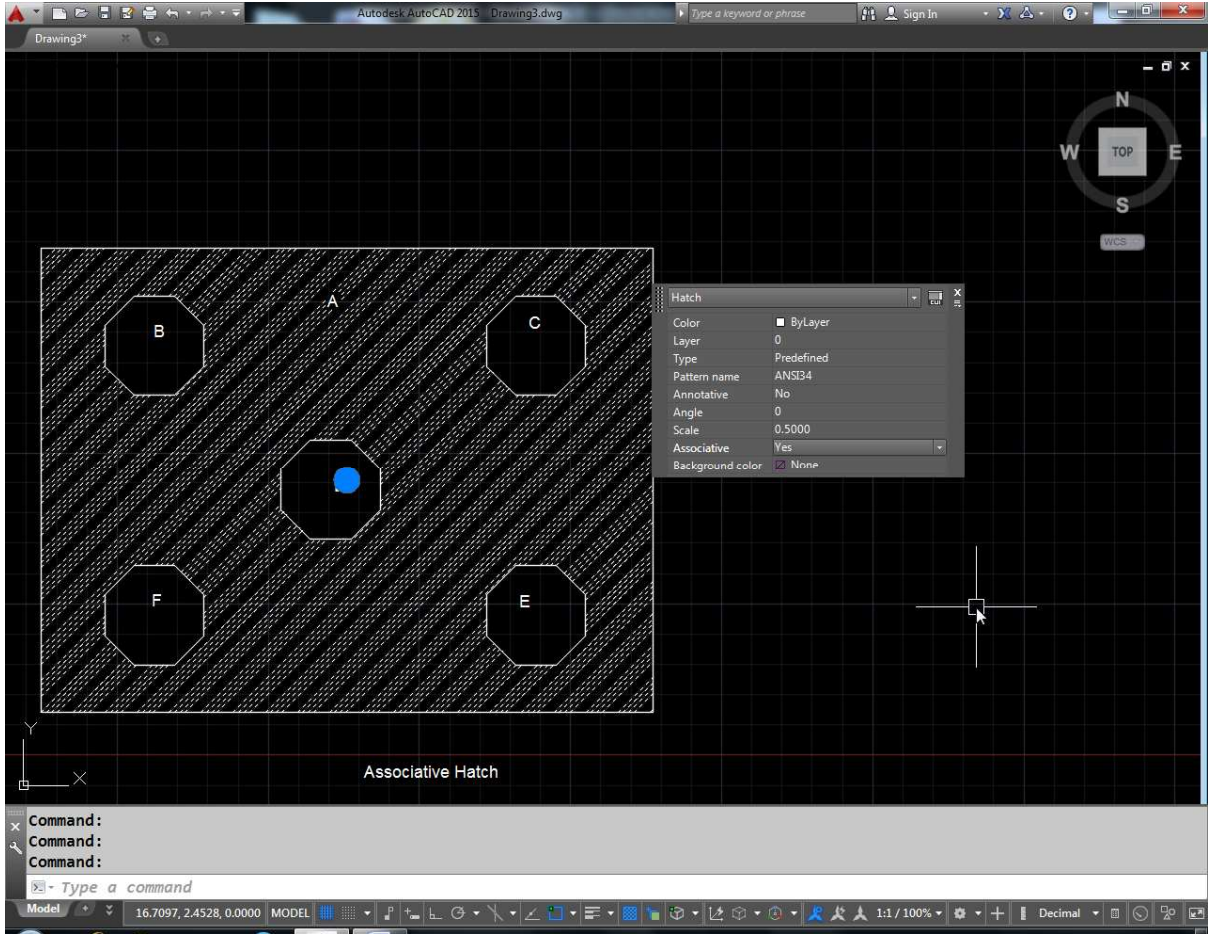 Autodesk AutoCAD 2015 Drawing3.dwg
Type a keyword or phrase
Sign In
Drawing3*
N
W TOP E
S
WCS
A
B
C
F
E
Hatch
CUI
Color ByLayer
Layer 0
Type Predefined
Pattern name ANSI34
Annotative No
Angle 0
Scale 0.5000
Associative Yes
Background color None
Y
X
Associative Hatch
Command:
Command:
Command:
Type a command
Model 16.7097, 2.4528, 0.0000 MODEL 1:1 / 100% Decimal